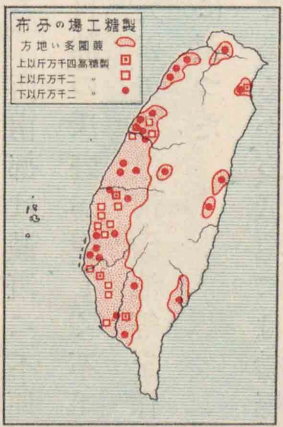 製糖工場の分布
蔗園多い地方
製糖高四千万斤以上
〃 二千万斤以上
〃 二千万斤以下